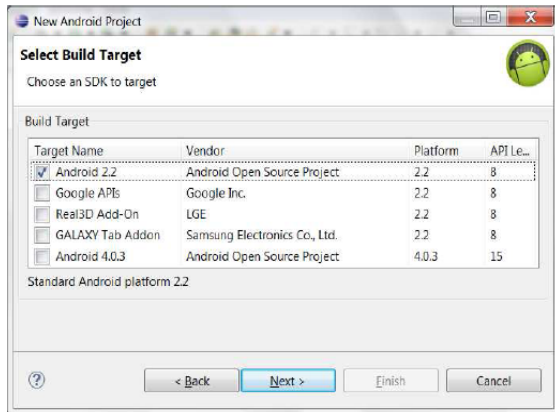 New Android Project
Select Build Target
Choose an SDK to target
Build Target
Target Name Vendor Platform API Le...
Android 2.2 Android Open Source Project 2.2 8
Google APIs Google Inc. 2.2 8
Real3D Add-On LGE 2.2 8
GALAXY Tab Addon Samsung Electronics Co., Ltd. 2.2 8
Android 4.0.3 Android Open Source Project 4.0.3 15
Standard Android platform 2.2
? < Back Next > Finish Cancel